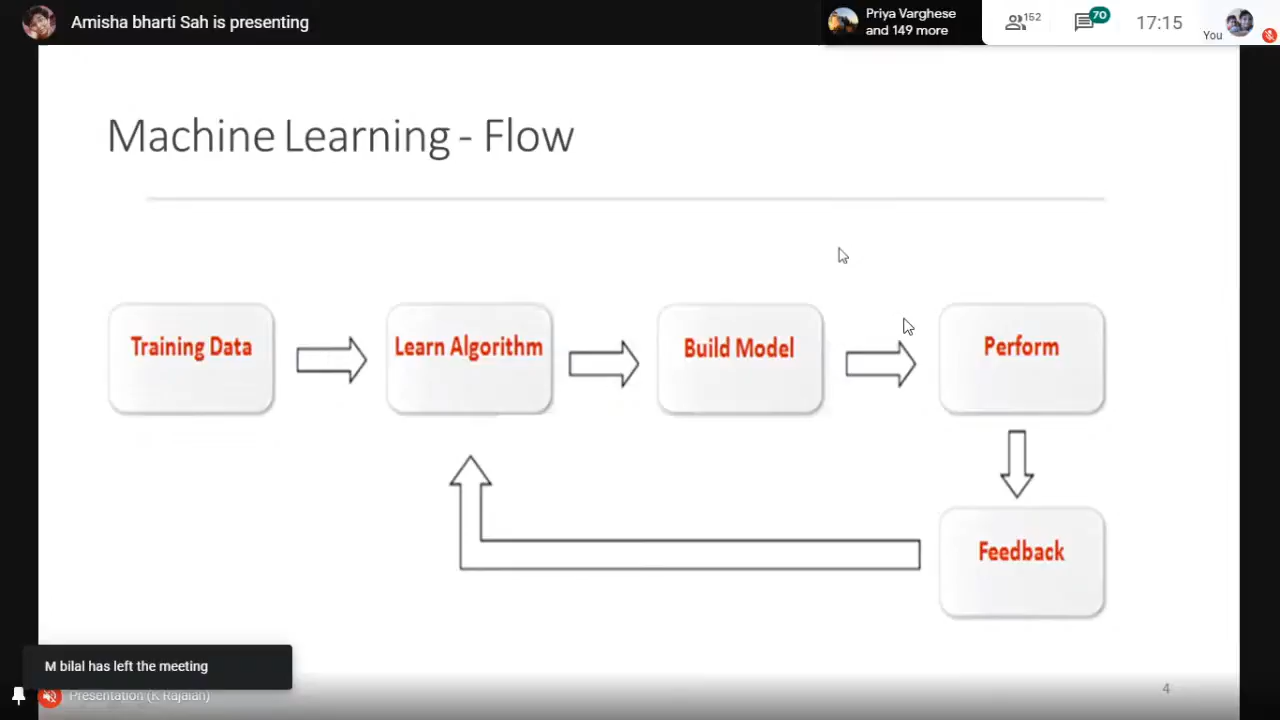 Amisha bharti Sah is presenting
Priya Varghese
and 149 more
152
70
17:15
You
Machine Learning - Flow
Training Data
Learn Algorithm
Build Model
Perform
Feedback
M bilal has left the meeting
Presentation (K Rajaian)
4